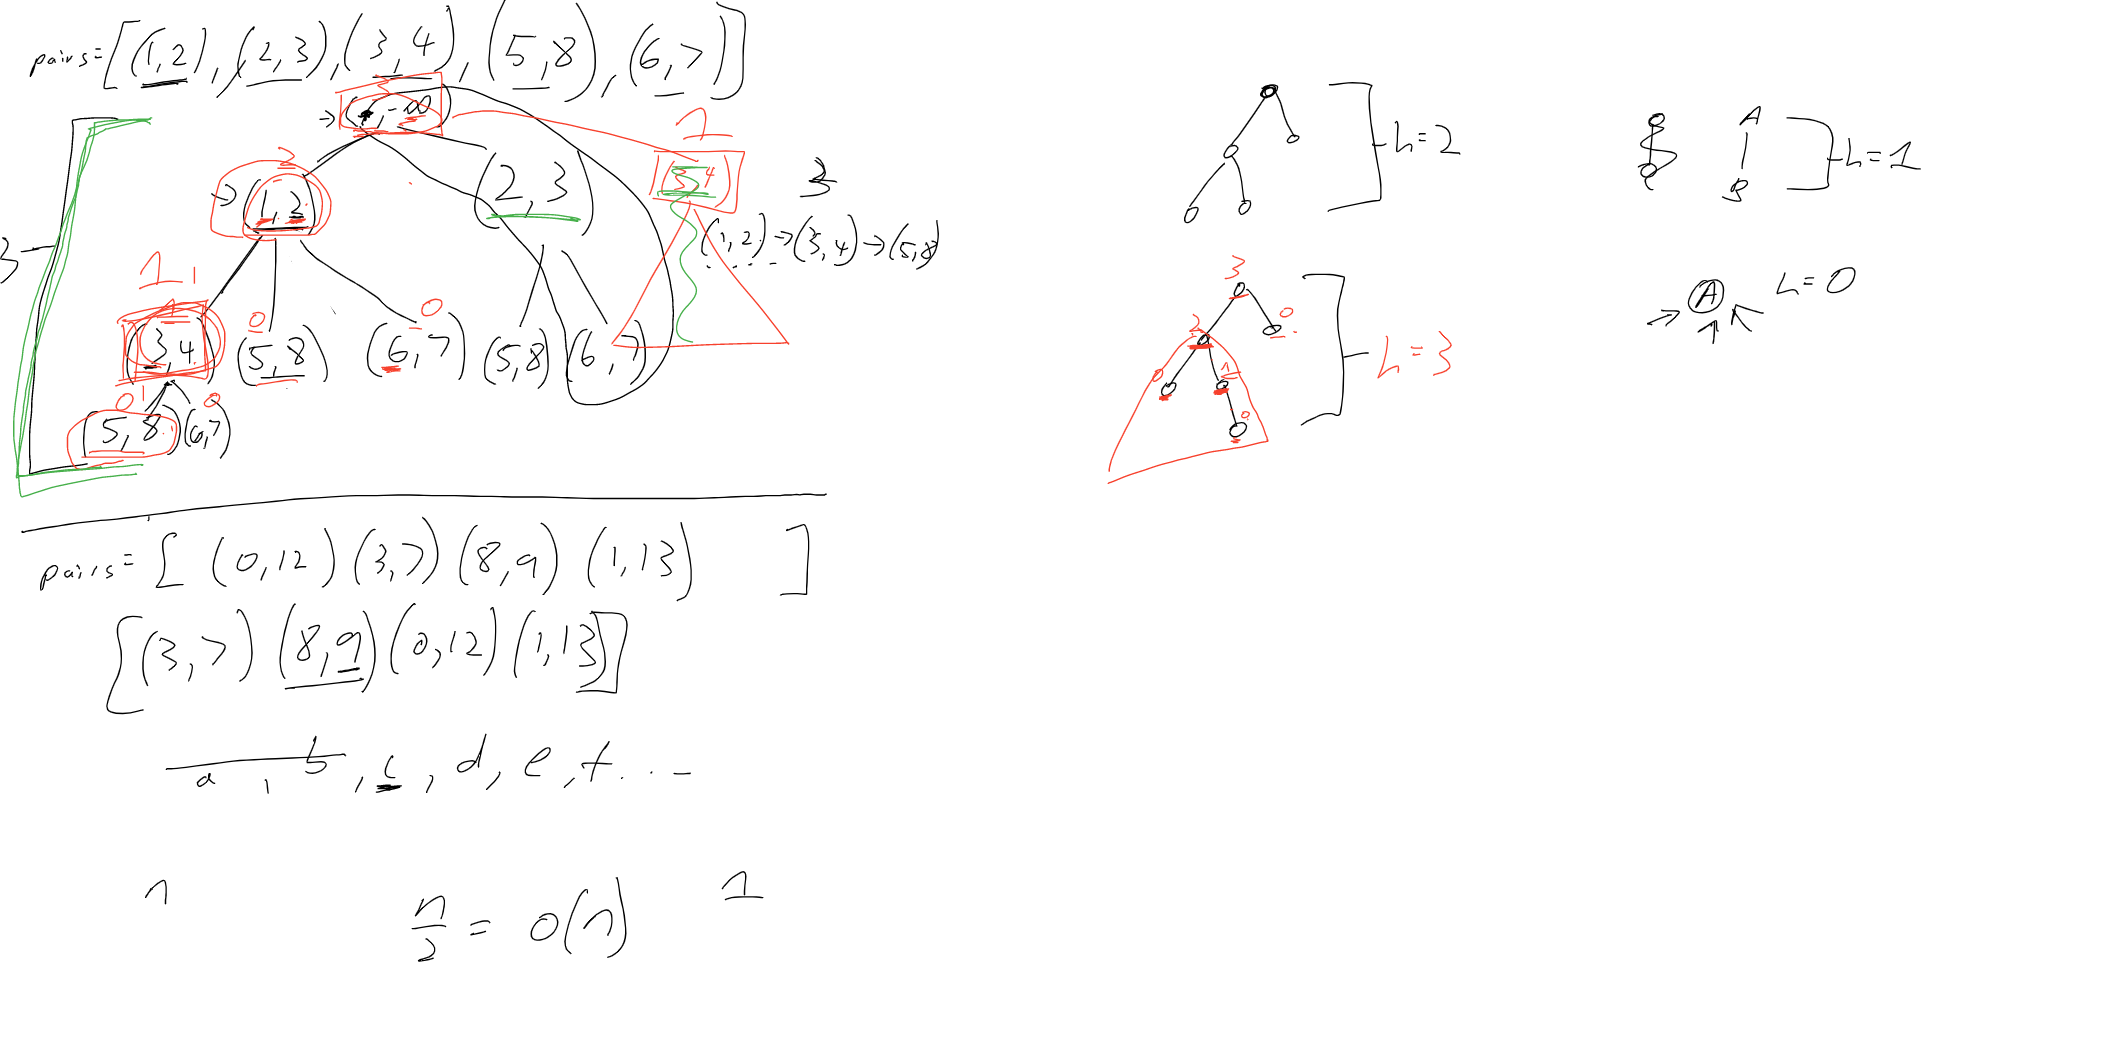 pairs=[(1,2),(2,3),(3,4),(5,8),(6,7)]
3
→(, -∞)
1
2
→(1,2)
(2,3)
(3,4)
3
(1,2)→(3,4)→(5,8)
3
1 1
0
0
(3,4)
(5,8)
(6,7)
(5,8)
(6,7)
0
1
0
(5,8)
(6,7)
pairs=[(0,12)(3,7)(8,9)(1,13) ]
[(3,7)(8,9)(0,12)(1,13)]
a, b, c, d, e, f...
n
n/2 = O(n)
1
h=2
A
B
h=1
3
0
2
0
1
0
h=3
→ A
h=0